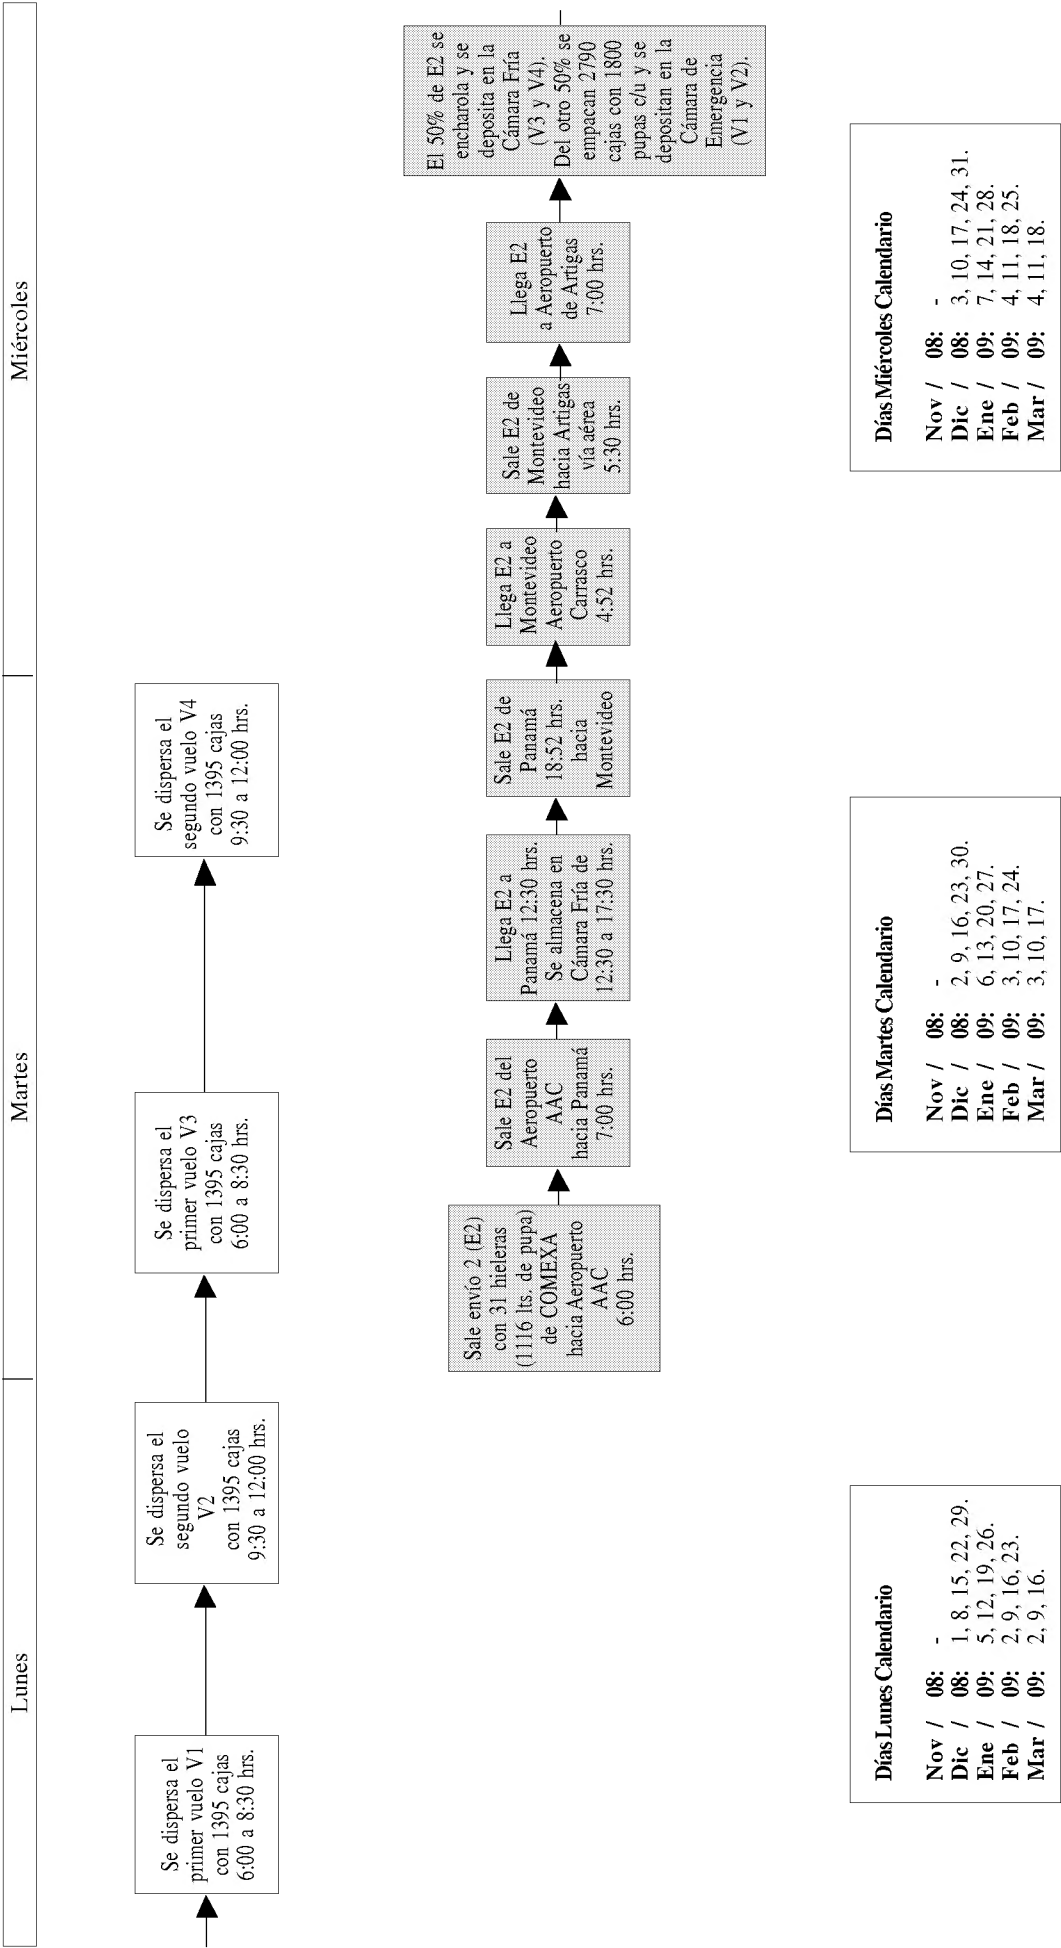 Lunes
Martes
Miércoles
Se dispersa el
primer vuelo V1
con 1395 cajas
6:00 a 8:30 hrs.
Se dispersa el
segundo vuelo
V2
con 1395 cajas
9:30 a 12:00 hrs.
Se dispersa el
primer vuelo V3
con 1395 cajas
6:00 a 8:30 hrs.
Se dispersa el
segundo vuelo V4
con 1395 cajas
9:30 a 12:00 hrs.
Sale envío 2 (E2)
con 31 hieleras
(1116 lts. de pupa)
de COMEXA
hacia Aeropuerto
AAC
6:00 hrs.
Sale E2 del
Aeropuerto
AAC
hacia Panamá
7:00 hrs.
Llega E2 a
Panamá 12:30 hrs.
Se almacena en
Cámara Fría de
12:30 a 17:30 hrs.
Sale E2 de
Panamá
18:52 hrs.
hacia
Montevideo
Llega E2 a
Montevideo
Aeropuerto
Carrasco
4:52 hrs.
Sale E2 de
Montevideo
hacia Artigas
vía aérea
5:30 hrs.
Llega E2
a Aeropuerto
de Artigas
7:00 hrs.
El 50% de E2 se
encharola y se
deposita en la
Cámara Fría
(V3 y V4).
Del otro 50% se
empacan 2790
cajas con 1800
pupas c/u y se
depositan en la
Cámara de
Emergencia
(V1 y V2).
Días Lunes Calendario
Nov / 08: -
Dic / 08: 1, 8, 15, 22, 29.
Ene / 09: 5, 12, 19, 26.
Feb / 09: 2, 9, 16, 23.
Mar / 09: 2, 9, 16.
Días Martes Calendario
Nov / 08: -
Dic / 08: 2, 9, 16, 23, 30.
Ene / 09: 6, 13, 20, 27.
Feb / 09: 3, 10, 17, 24.
Mar / 09: 3, 10, 17.
Días Miércoles Calendario
Nov / 08: -
Dic / 08: 3, 10, 17, 24, 31.
Ene / 09: 7, 14, 21, 28.
Feb / 09: 4, 11, 18, 25.
Mar / 09: 4, 11, 18.